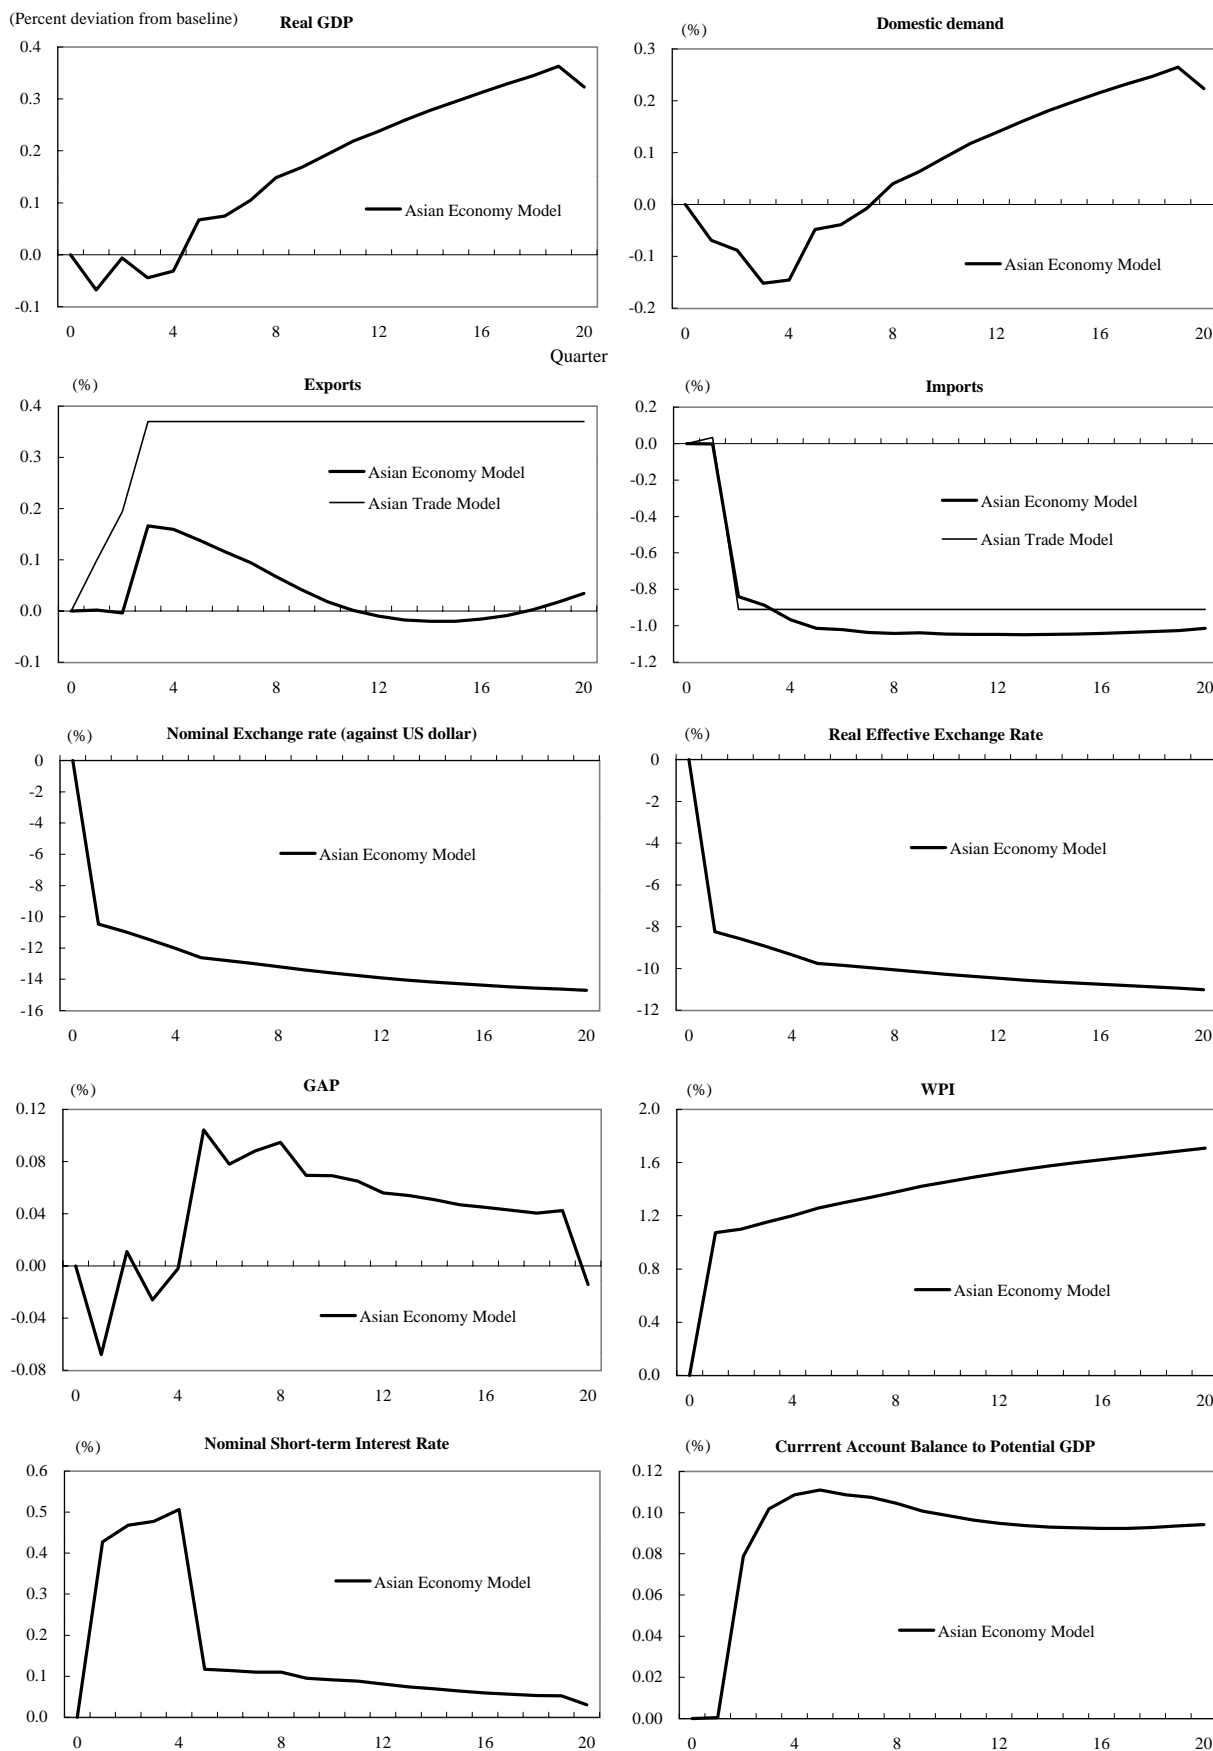 (Percent deviation from baseline)
Real GDP
0.4
0.3
0.2
0.1
0.0
-0.1
Asian Economy Model
0 4 8 12 16 20
Quarter
(%)
Domestic demand
0.3
0.2
0.1
0.0
-0.1
-0.2
Asian Economy Model
0 4 8 12 16 20
(%)
Exports
0.4
0.3
0.2
0.1
0.0
-0.1
Asian Economy Model
Asian Trade Model
0 4 8 12 16 20
(%)
Imports
0.2
0.0
-0.2
-0.4
-0.6
-0.8
-1.0
-1.2
Asian Economy Model
Asian Trade Model
0 4 8 12 16 20
(%)
Nominal Exchange rate (against US dollar)
0
-2
-4
-6
-8
-10
-12
-14
-16
Asian Economy Model
0 4 8 12 16 20
(%)
Real Effective Exchange Rate
0
-2
-4
-6
-8
-10
-12
Asian Economy Model
0 4 8 12 16 20
(%)
GAP
0.12
0.08
0.04
0.00
-0.04
-0.08
Asian Economy Model
0 4 8 12 16 20
(%)
WPI
2.0
1.6
1.2
0.8
0.4
0.0
Asian Economy Model
0 4 8 12 16 20
(%)
Nominal Short-term Interest Rate
0.6
0.5
0.4
0.3
0.2
0.1
0.0
Asian Economy Model
0 4 8 12 16 20
(%)
Currrent Account Balance to Potential GDP
0.12
0.10
0.08
0.06
0.04
0.02
0.00
Asian Economy Model
0 4 8 12 16 20